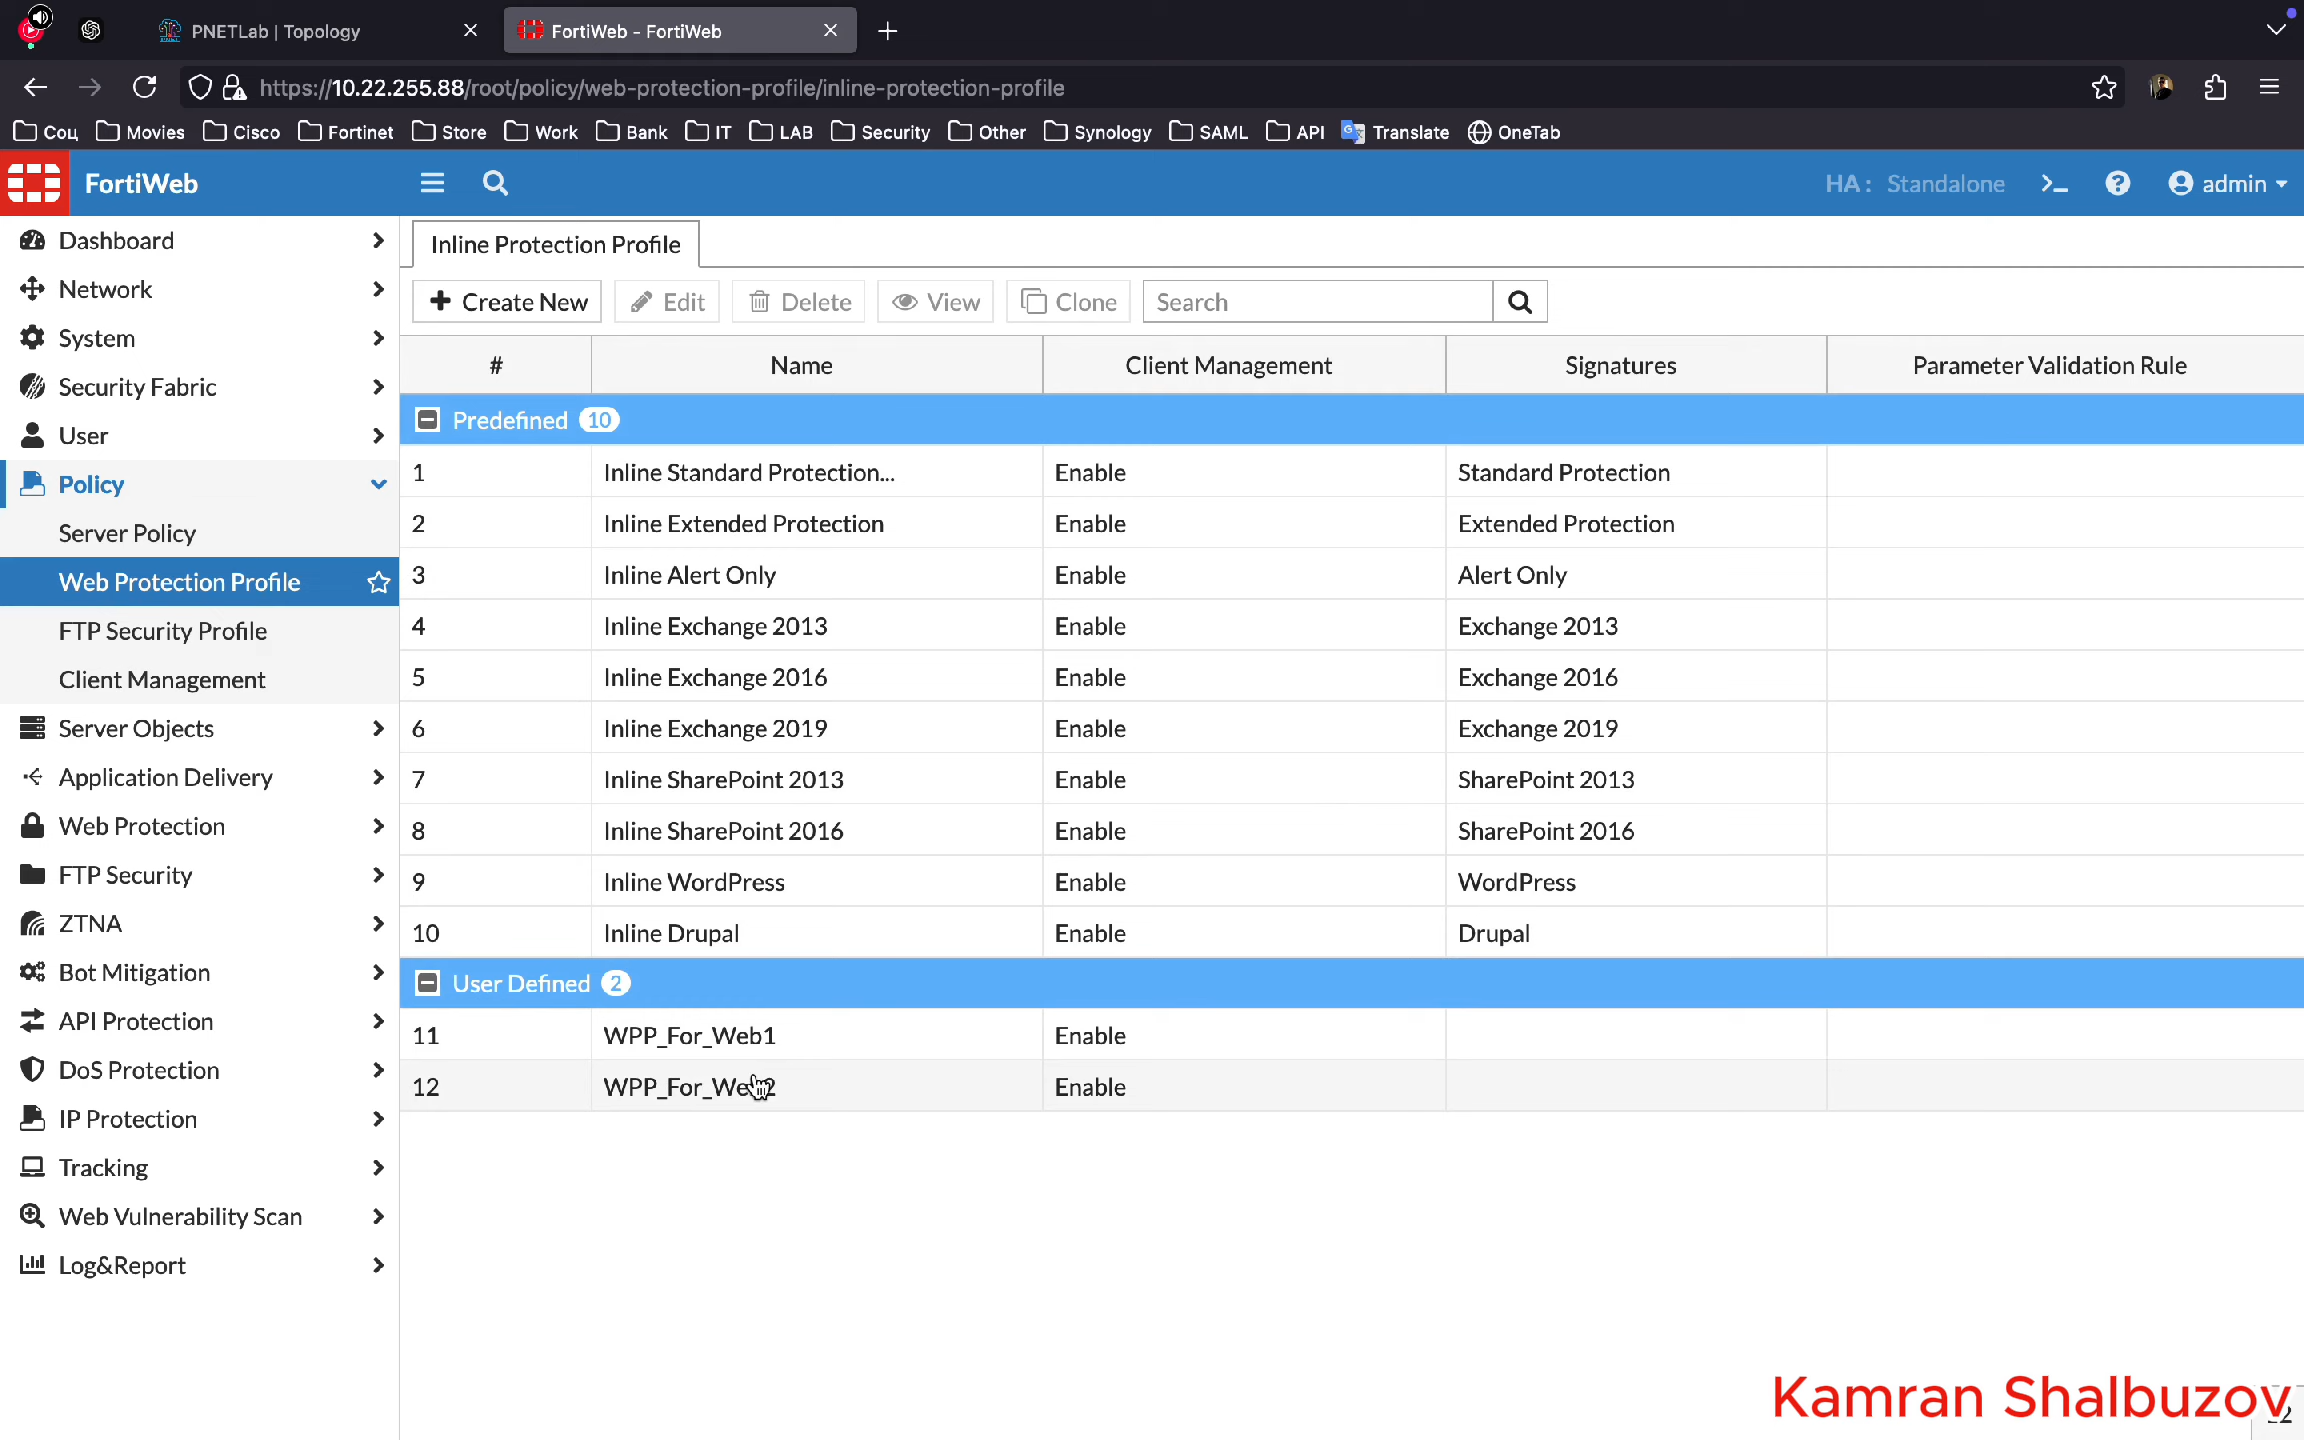 PNETLab | Topology
FortiWeb - FortiWeb
https://10.22.255.88/root/policy/web-protection-profile/inline-protection-profile
Соц Movies Cisco Fortinet Store Work Bank IT LAB Security Other Synology SAML API Translate OneTab
FortiWeb
HA: Standalone
admin
Dashboard
Network
System
Security Fabric
User
Policy
Server Policy
Web Protection Profile
FTP Security Profile
Client Management
Server Objects
Application Delivery
Web Protection
FTP Security
ZTNA
Bot Mitigation
API Protection
DoS Protection
IP Protection
Tracking
Web Vulnerability Scan
Log&Report
Inline Protection Profile
Create New Edit Delete View Clone Search
# Name Client Management Signatures Parameter Validation Rule
Predefined 10
1 Inline Standard Protection... Enable Standard Protection
2 Inline Extended Protection Enable Extended Protection
3 Inline Alert Only Enable Alert Only
4 Inline Exchange 2013 Enable Exchange 2013
5 Inline Exchange 2016 Enable Exchange 2016
6 Inline Exchange 2019 Enable Exchange 2019
7 Inline SharePoint 2013 Enable SharePoint 2013
8 Inline SharePoint 2016 Enable SharePoint 2016
9 Inline WordPress Enable WordPress
10 Inline Drupal Enable Drupal
User Defined 2
11 WPP_For_Web1 Enable
12 WPP_For_Web2 Enable
Kamran Shalbuzov